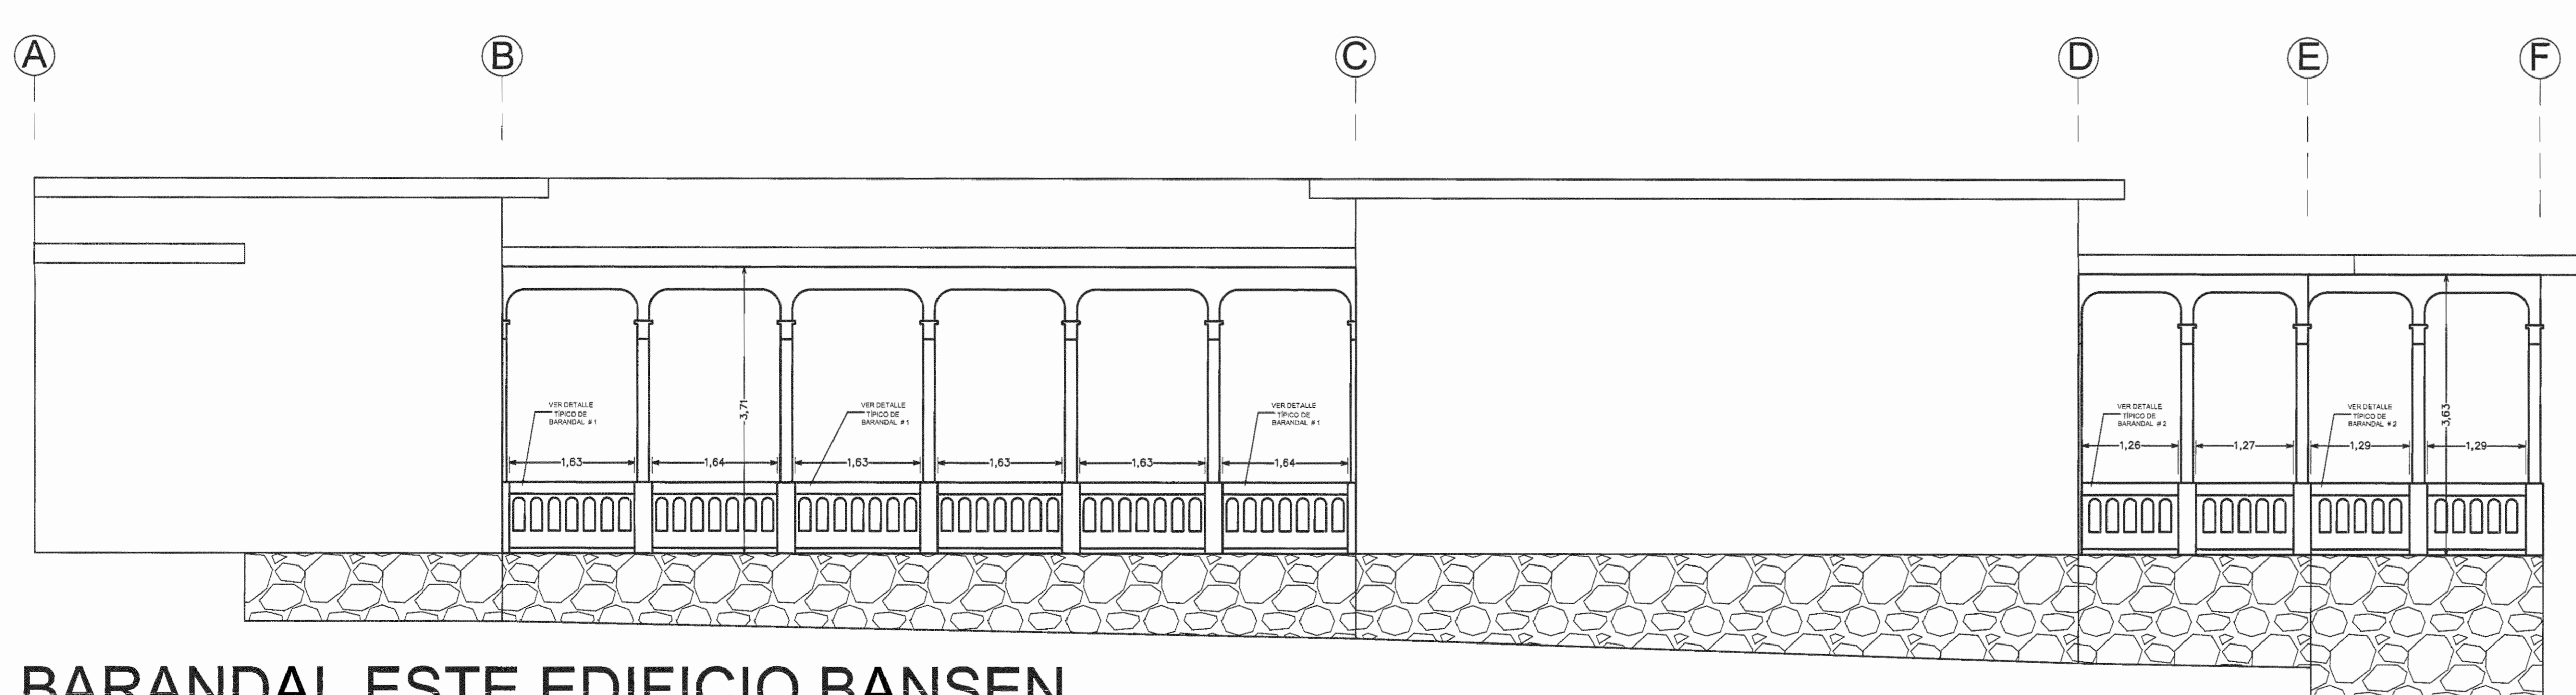 A B C D E F
3,71
3,63
VER DETALLE
TÍPICO DE
BARANDAL #1
VER DETALLE
TÍPICO DE
BARANDAL #1
VER DETALLE
TÍPICO DE
BARANDAL #1
VER DETALLE
TÍPICO DE
BARANDAL #2
VER DETALLE
TÍPICO DE
BARANDAL #2
1,63 1,64 1,63 1,63 1,63 1,64 1,26 1,27 1,29 1,29
BARANDAL ESTE EDIFICIO BANSEN